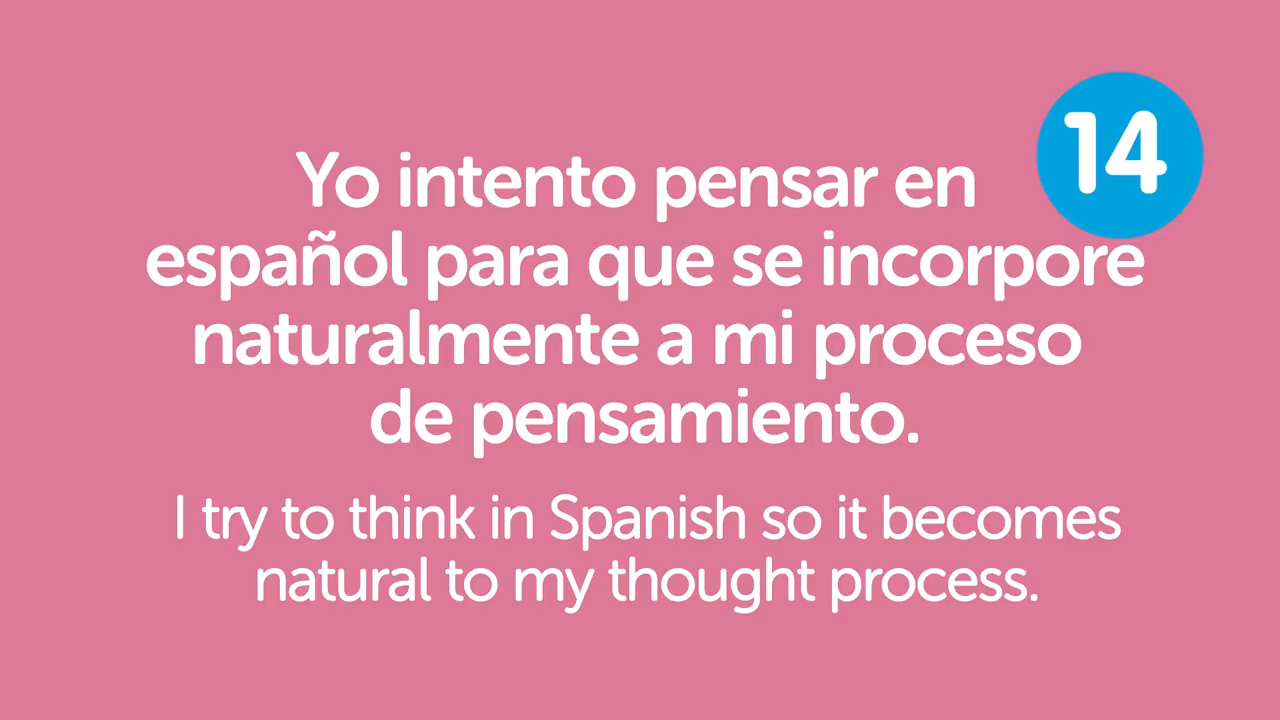 14
Yo intento pensar en
español para que se incorpore
naturalmente a mi proceso
de pensamiento.
I try to think in Spanish so it becomes
natural to my thought process.